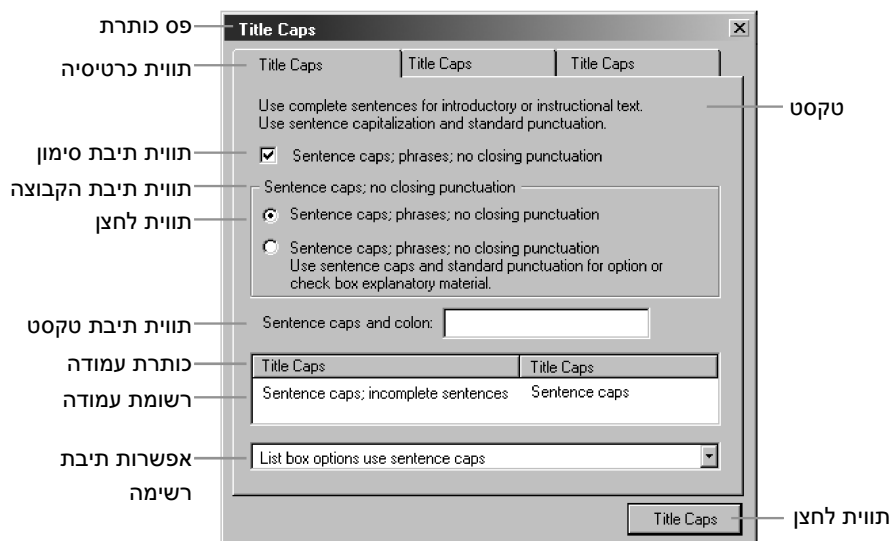 פס כותרת
Title Caps
תווית כרטיסיה
Title Caps
Title Caps
Title Caps
Use complete sentences for introductory or instructional text.
Use sentence capitalization and standard punctuation.
טקסט
תווית תיבת סימון
Sentence caps; phrases; no closing punctuation
תווית תיבת הקבוצה
Sentence caps; no closing punctuation
תווית לחצן
Sentence caps; phrases; no closing punctuation
Sentence caps; phrases; no closing punctuation
Use sentence caps and standard punctuation for option or
check box explanatory material.
תווית תיבת טקסט
Sentence caps and colon:
כותרת עמודה
Title Caps
Title Caps
רשומת עמודה
Sentence caps; incomplete sentences
Sentence caps
אפשרות תיבת
רשימה
List box options use sentence caps
Title Caps
תווית לחצן